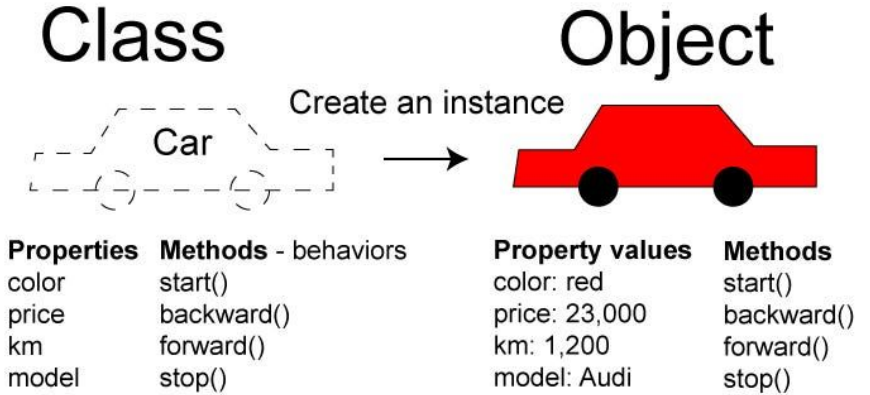 Class
Object
Create an instance
Car
Properties Methods - behaviors
color start()
price backward()
km forward()
model stop()
Property values Methods
color: red start()
price: 23,000 backward()
km: 1,200 forward()
model: Audi stop()